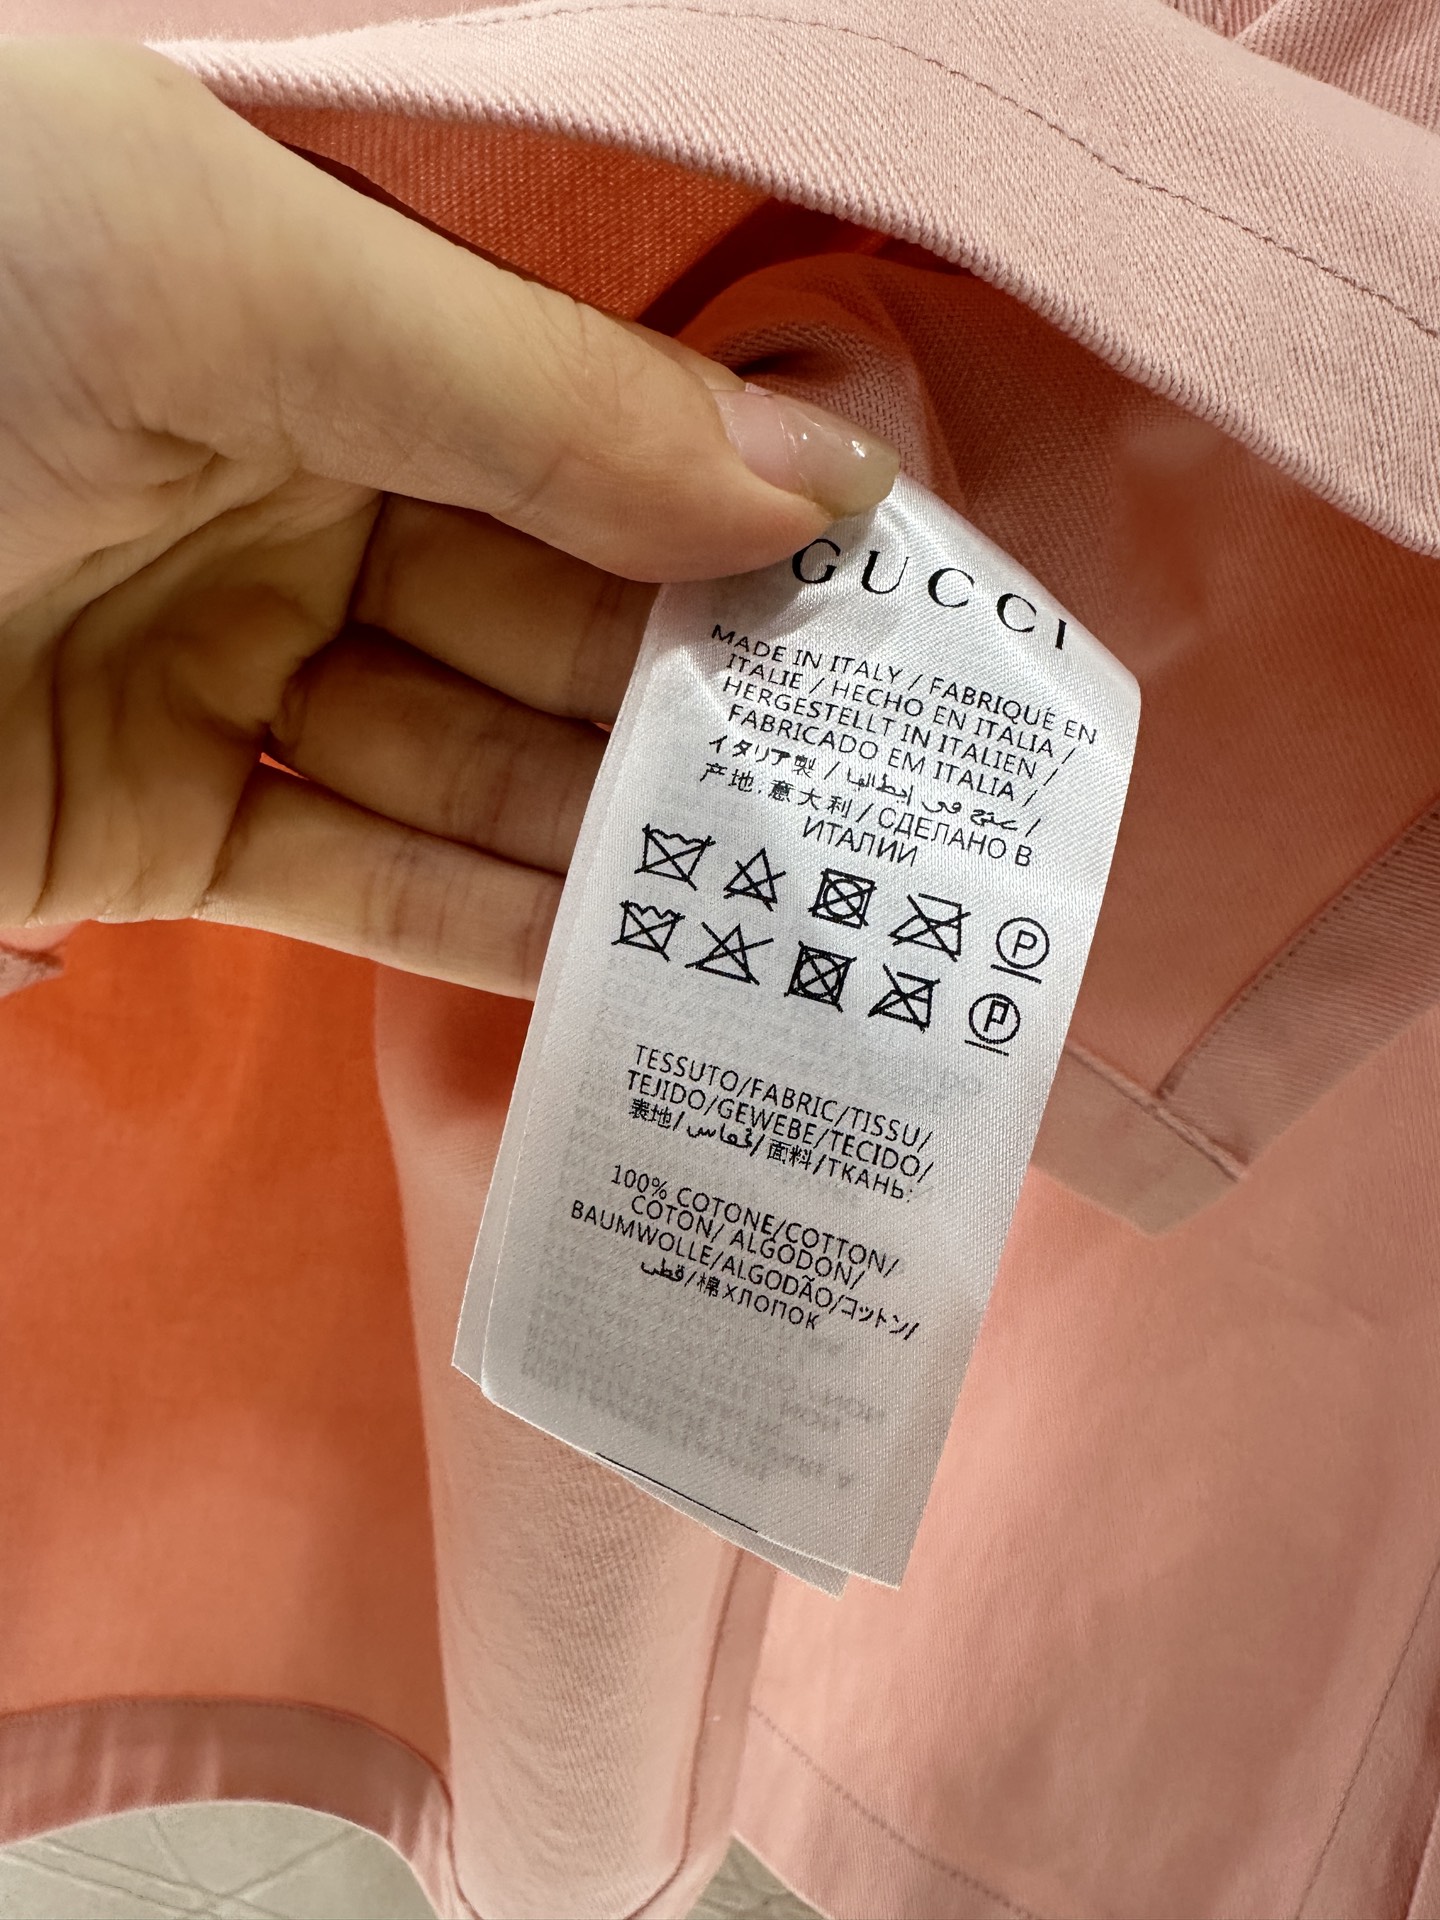 GUCCI
MADE IN ITALY / FABRIQUÉ EN
ITALIE / HECHO EN ITALIA /
HERGESTELLT IN ITALIEN /
FABRICADO EM ITALIA /
イタリア製 / صنع في إيطاليا /
产地:意大利 / СДЕЛАНО В
ИТАЛИИ
P
P
TESSUTO/FABRIC/TISSU/
TEJIDO/GEWEBE/TECIDO/
表地/قماس/面料/ТКАНЬ:
100% COTONE/COTTON/
COTON/ ALGODON/
BAUMWOLLE/ALGODÃO/コットン/
قطن/棉 ХЛОПОК